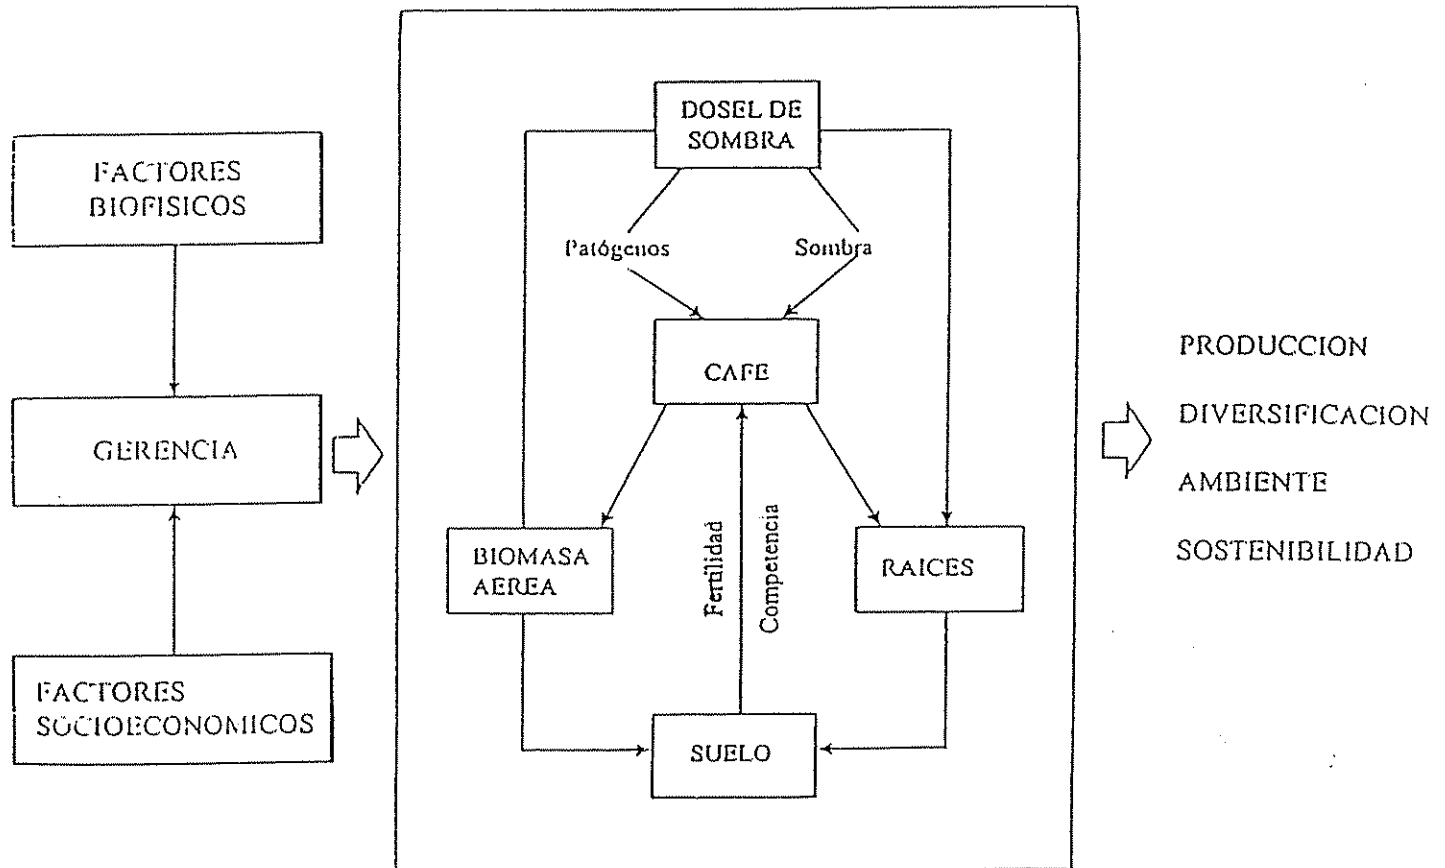 FACTORES
BIOFISICOS
GERENCIA
FACTORES
SOCIOECONOMICOS
DOSEL DE
SOMBRA
Patógenos
Sombra
CAFE
BIOMASA
AEREA
Fertilidad
Competencia
RAICES
SUELO
PRODUCCION
DIVERSIFICACION
AMBIENTE
SOSTENIBILIDAD